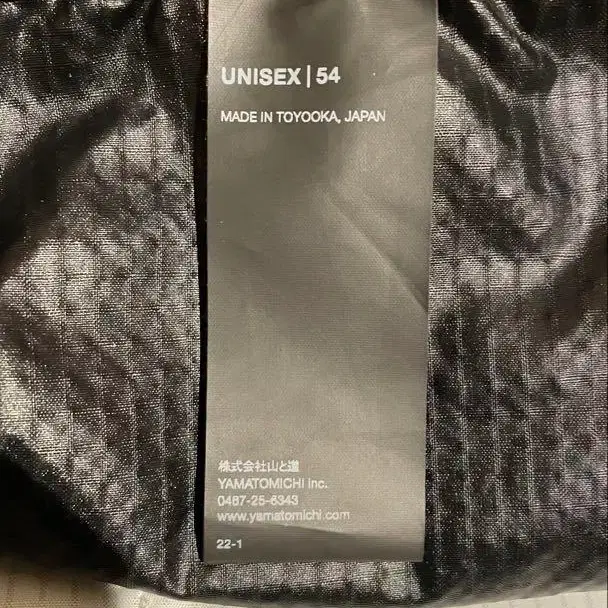 UNISEX | 54
MADE IN TOYOOKA, JAPAN
株式会社山と道
YAMATOMICHI Inc.
0467-25-6343
www.yamatomichi.com
22-1